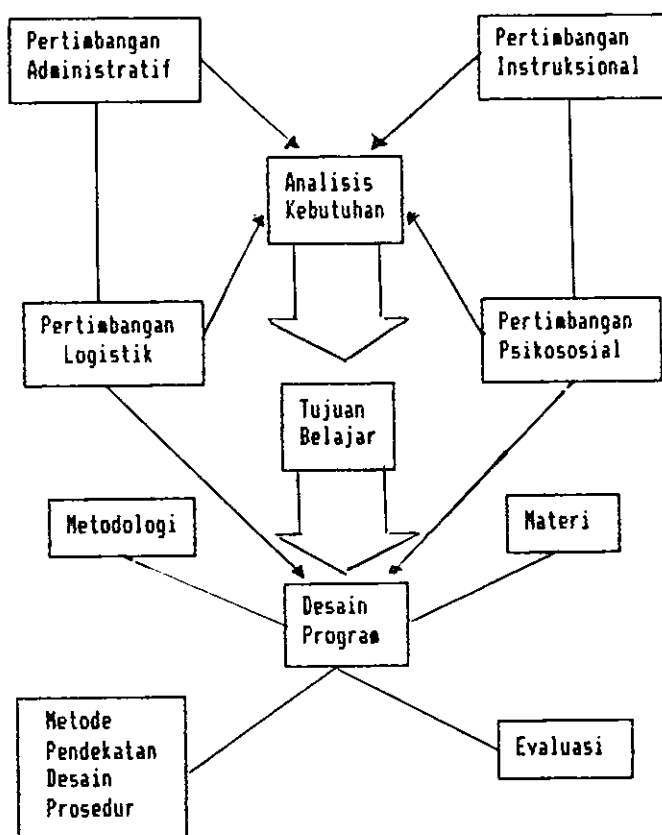 Pertimbangan
Administratif
Pertimbangan
Instruksional
Analisis
Kebutuhan
Pertimbangan
Logistik
Pertimbangan
Psikososial
Tujuan
Belajar
Metodologi
Materi
Desain
Program
Metode
Pendekatan
Desain
Prosedur
Evaluasi